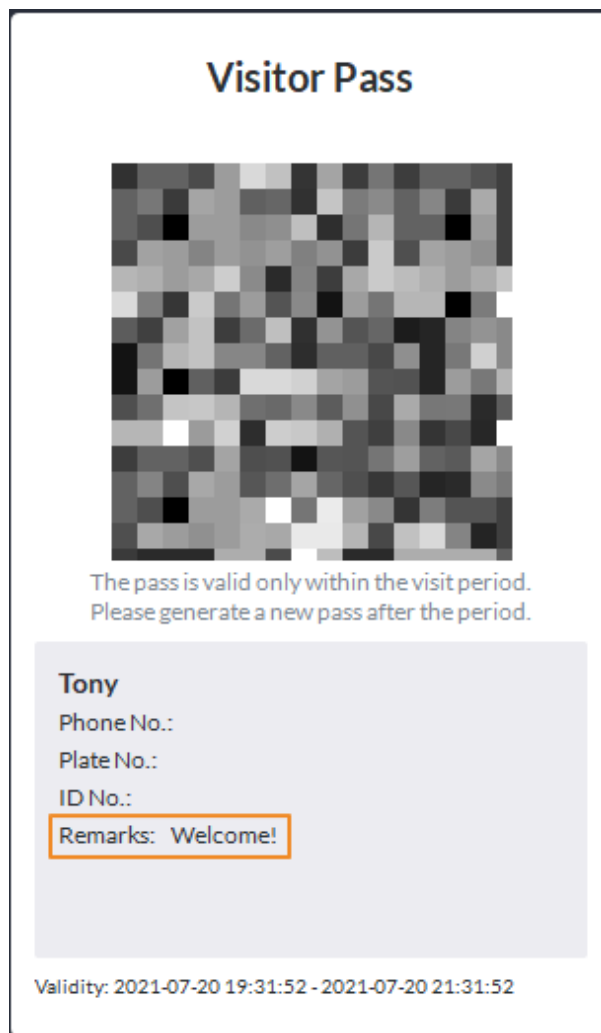 Visitor Pass
The pass is valid only within the visit period.
Please generate a new pass after the period.
Tony
Phone No.:
Plate No.:
ID No.:
Remarks: Welcome!
Validity: 2021-07-20 19:31:52 - 2021-07-20 21:31:52